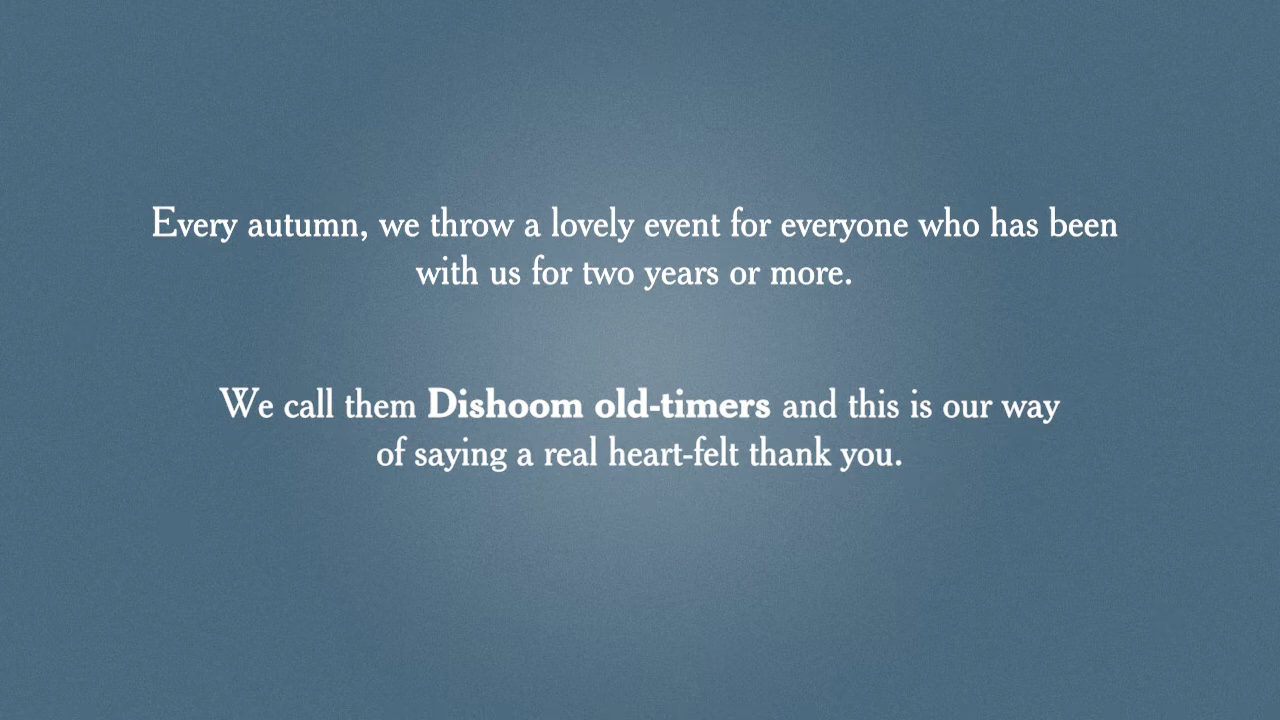 Every autumn, we throw a lovely event for everyone who has been
with us for two years or more.
We call them Dishoom old-timers and this is our way
of saying a real heart-felt thank you.